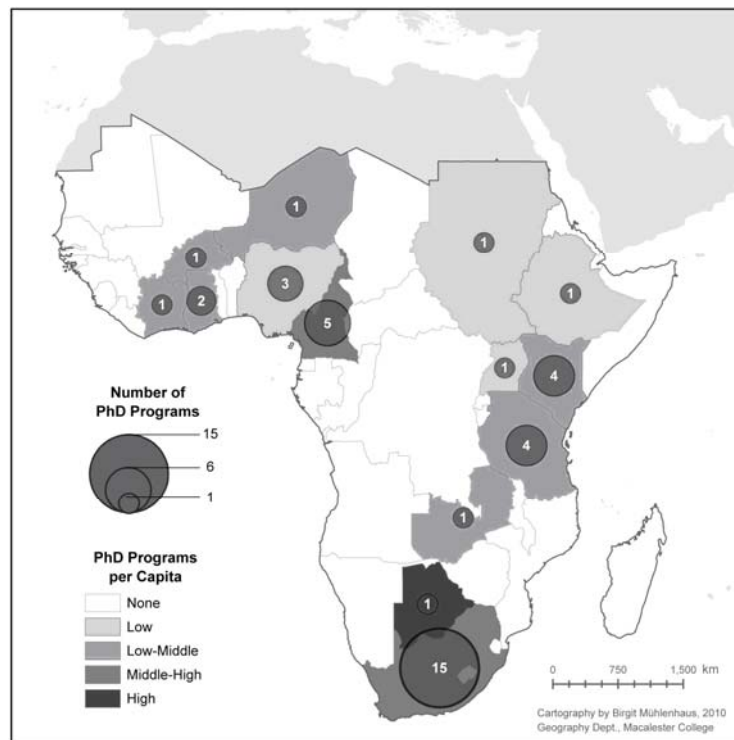 1
1
1
1
2
3
5
1
1
4
4
1
1
15
Number of
PhD Programs
15
6
1
PhD Programs
per Capita
None
Low
Low-Middle
Middle-High
High
0 750 1,500 km
Cartography by Birgit Mühlenhaus, 2010
Geography Dept., Macalester College